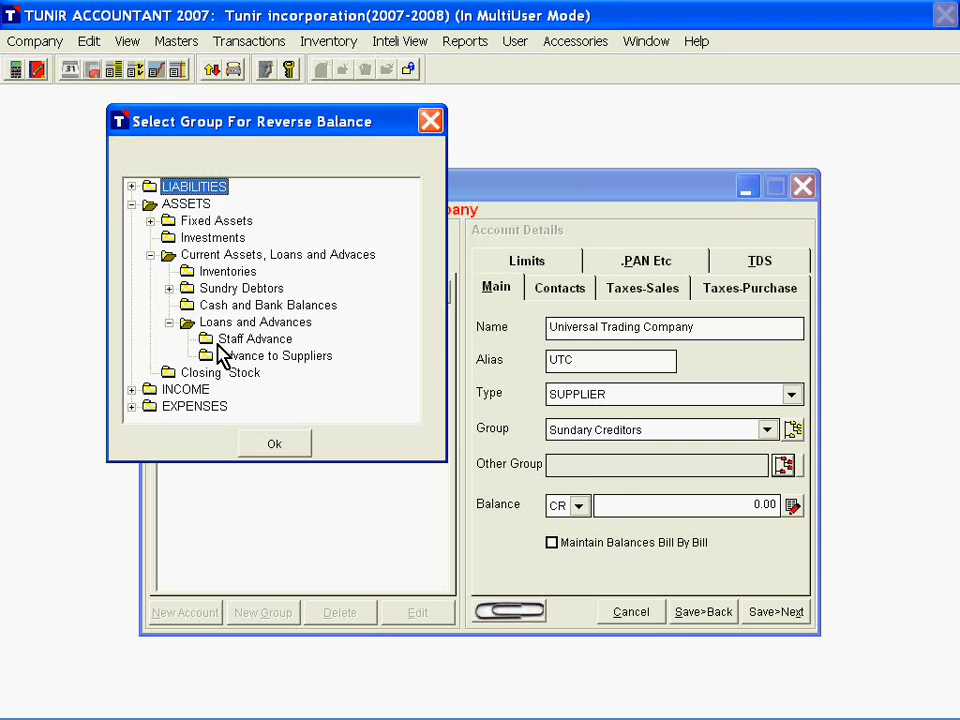 TUNIR ACCOUNTANT 2007: Tunir incorporation(2007-2008) (In MultiUser Mode)
Company Edit View Masters Transactions Inventory Inteli View Reports User Accessories Window Help
Select Group For Reverse Balance
LIABILITIES
ASSETS
Fixed Assets
Investments
Current Assets, Loans and Advaces
Inventories
Sundry Debtors
Cash and Bank Balances
Loans and Advances
Staff Advance
vance to Suppliers
Closing Stock
INCOME
EXPENSES
Ok
pany
Account Details
Limits .PAN Etc TDS
Main Contacts Taxes-Sales Taxes-Purchase
Name Universal Trading Company
Alias UTC
Type SUPPLIER
Group Sundary Creditors
Other Group
Balance CR 0.00
Maintain Balances Bill By Bill
New Account New Group Delete Edit
Cancel Save>Back Save>Next